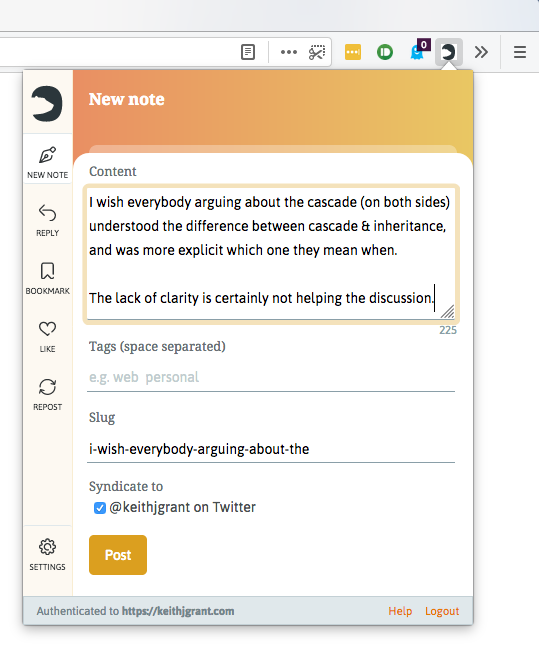 0
New note
NEW NOTE
REPLY
BOOKMARK
LIKE
REPOST
SETTINGS
Content
I wish everybody arguing about the cascade (on both sides)
understood the difference between cascade & inheritance,
and was more explicit which one they mean when.
The lack of clarity is certainly not helping the discussion.
225
Tags (space separated)
e.g. web personal
Slug
i-wish-everybody-arguing-about-the
Syndicate to
@keithjgrant on Twitter
Post
Authenticated to https://keithjgrant.com
Help
Logout